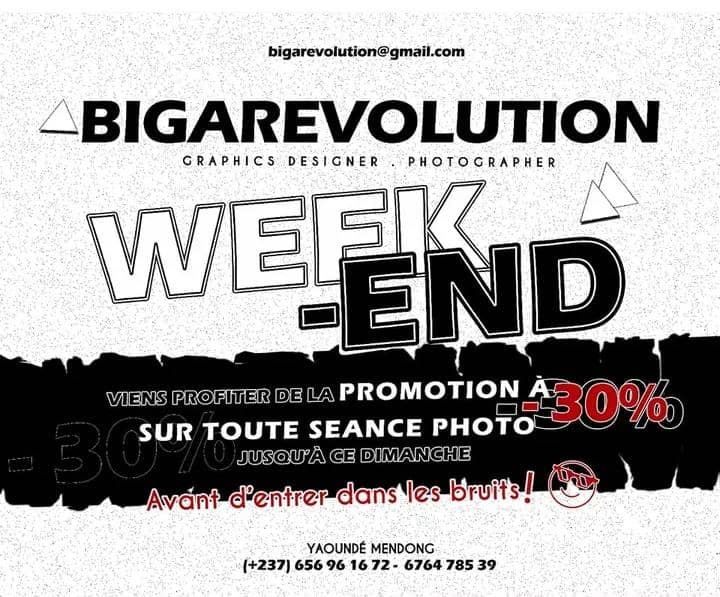 bigarevolution@gmail.com
BIGAREVOLUTION
GRAPHICS DESIGNER . PHOTOGRAPHER
WEEK
-END
VIENS PROFITER DE LA PROMOTION À -30%
SUR TOUTE SEANCE PHOTO
- 30%
JUSQU'À CE DIMANCHE
Avant d'entrer dans les bruits!
YAOUNDÉ MENDONG
(+237) 656 96 16 72 - 6764 785 39